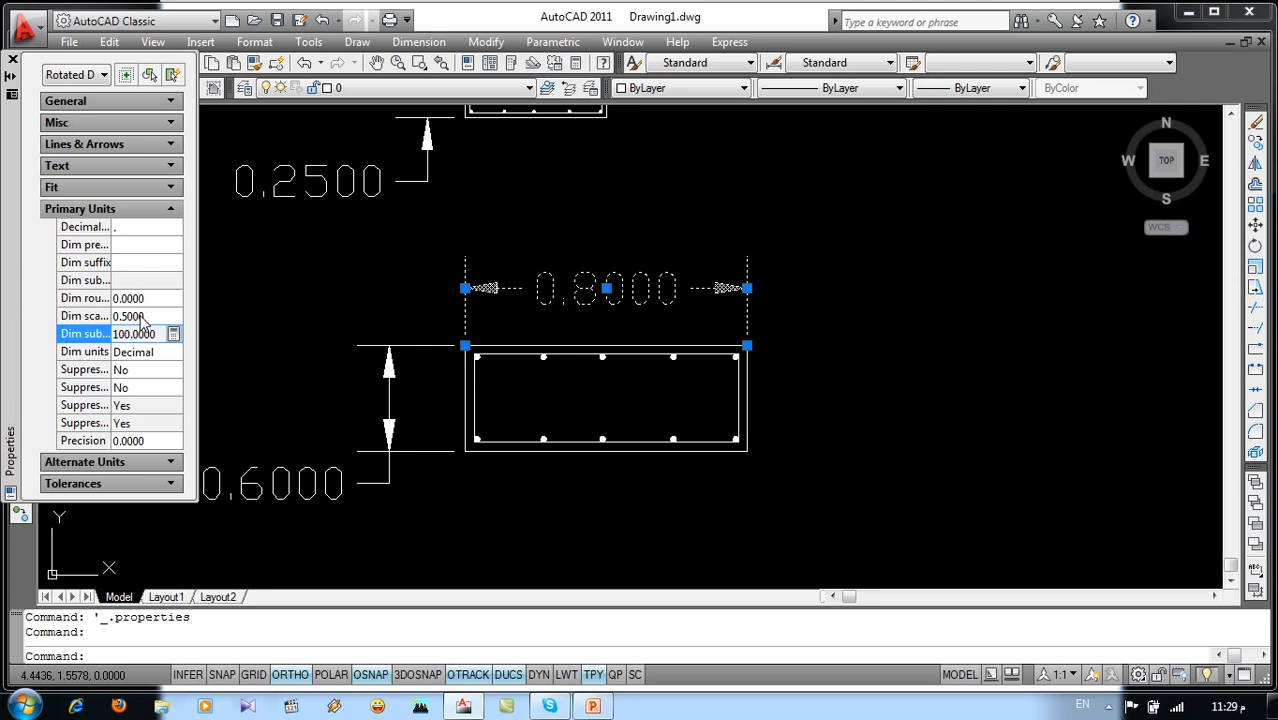 AutoCAD Classic
AutoCAD 2011 Drawing1.dwg
Type a keyword or phrase
File Edit View Insert Format Tools Draw Dimension Modify Parametric Window Help Express
Rotated D
Standard Standard
0 ByLayer ByLayer ByLayer ByColor
General
Misc
Lines & Arrows
Text
Fit
Primary Units
Decimal... .
Dim pre...
Dim suffix
Dim sub...
Dim rou... 0.0000
Dim sca... 0.5000
Dim sub... 100.0000
Dim units Decimal
Suppres... No
Suppres... No
Suppres... Yes
Suppres... Yes
Precision 0.0000
Alternate Units
Tolerances
Properties
0.2500
0.8000
0.6000
N
W TOP E
S
WCS
Y
X
Model Layout1 Layout2
Command: '_.properties
Command:
Command:
4.4436, 1.5578, 0.0000 INFER SNAP GRID ORTHO POLAR OSNAP 3DOSNAP OTRACK DUCS DYN LWT TPY QP SC MODEL 1:1
EN
11:29 م